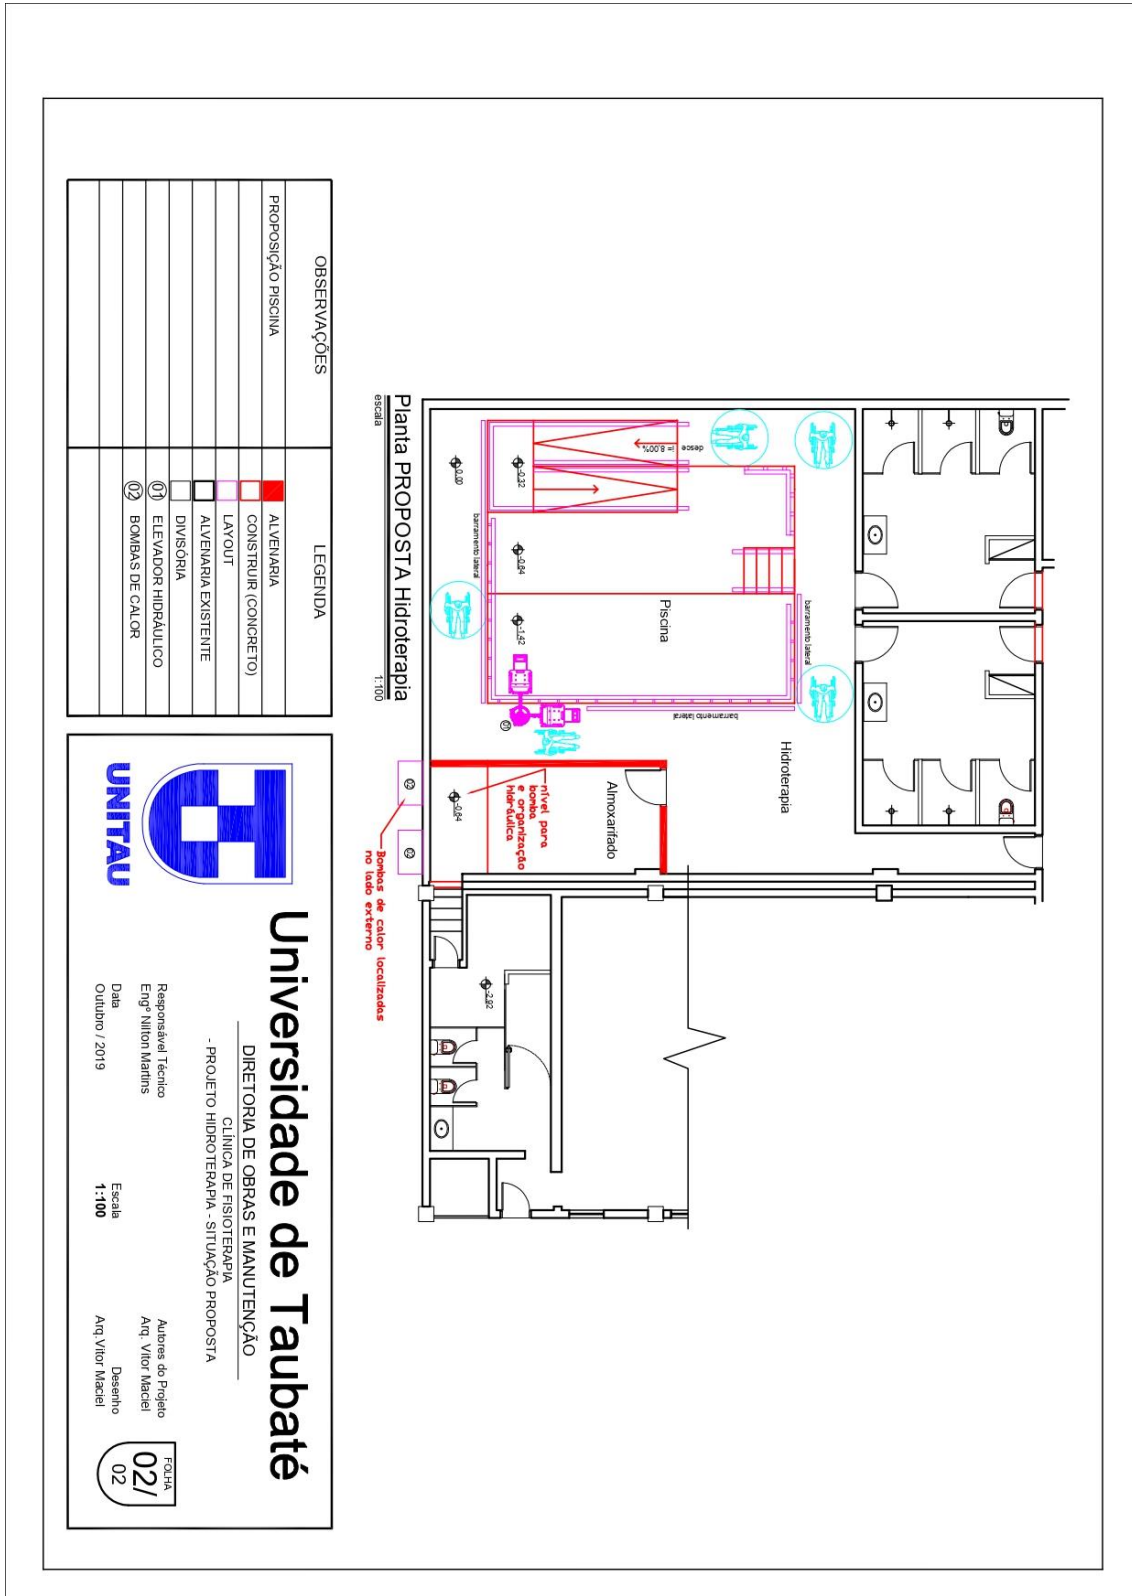 Planta PROPOSTA Hidroterapia
escala
1:100
Hidroterapia
Piscina
Almoxarifado
barramento lateral
barramento lateral
barramento lateral
desce
i= 8.00%
0.00
-0.32
-0.64
-1.42
-0.64
-2.92
01
02
02
nível para
bomba
e organização
hidráulica
Bombas de calor localizadas
no lado externo
OBSERVAÇÕES
PROPOSIÇÃO PISCINA
LEGENDA
ALVENARIA
CONSTRUIR (CONCRETO)
LAYOUT
ALVENARIA EXISTENTE
DIVISÓRIA
01 ELEVADOR HIDRÁULICO
02 BOMBAS DE CALOR
UNITAU
Universidade de Taubaté
DIRETORIA DE OBRAS E MANUTENÇÃO
CLÍNICA DE FISIOTERAPIA
- PROJETO HIDROTERAPIA - SITUAÇÃO PROPOSTA
Responsável Técnico
Engº Nilton Martins
Autores do Projeto
Arq. Vitor Maciel
Data
Outubro / 2019
Escala
1:100
Desenho
Arq.Vitor Maciel
FOLHA
02/
02